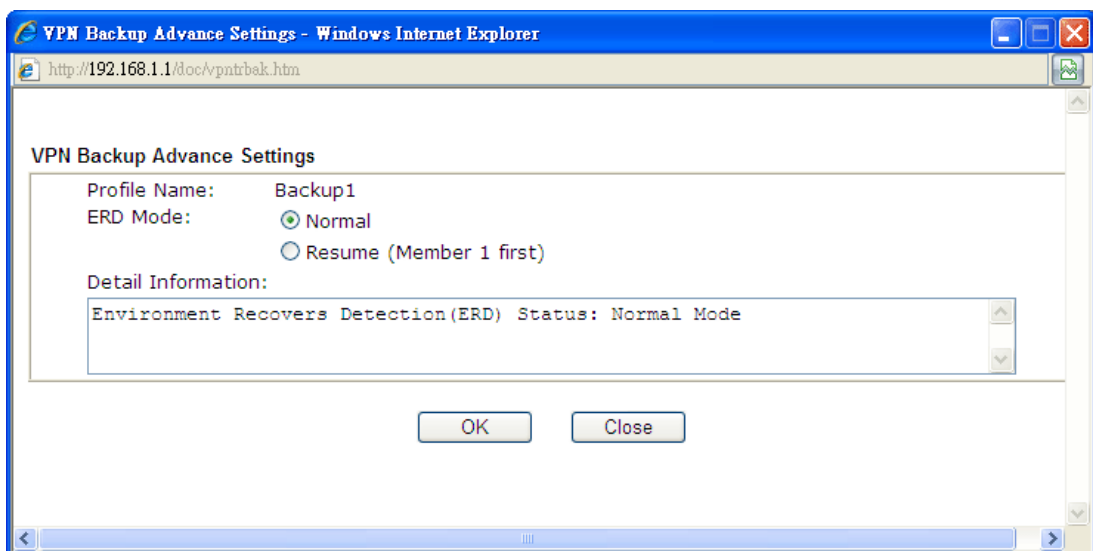 VPN Backup Advance Settings - Windows Internet Explorer
http://192.168.1.1/doc/vpntrbak.htm
VPN Backup Advance Settings
Profile Name: Backup1
ERD Mode: Normal
Resume (Member 1 first)
Detail Information:
Environment Recovers Detection(ERD) Status: Normal Mode
OK Close